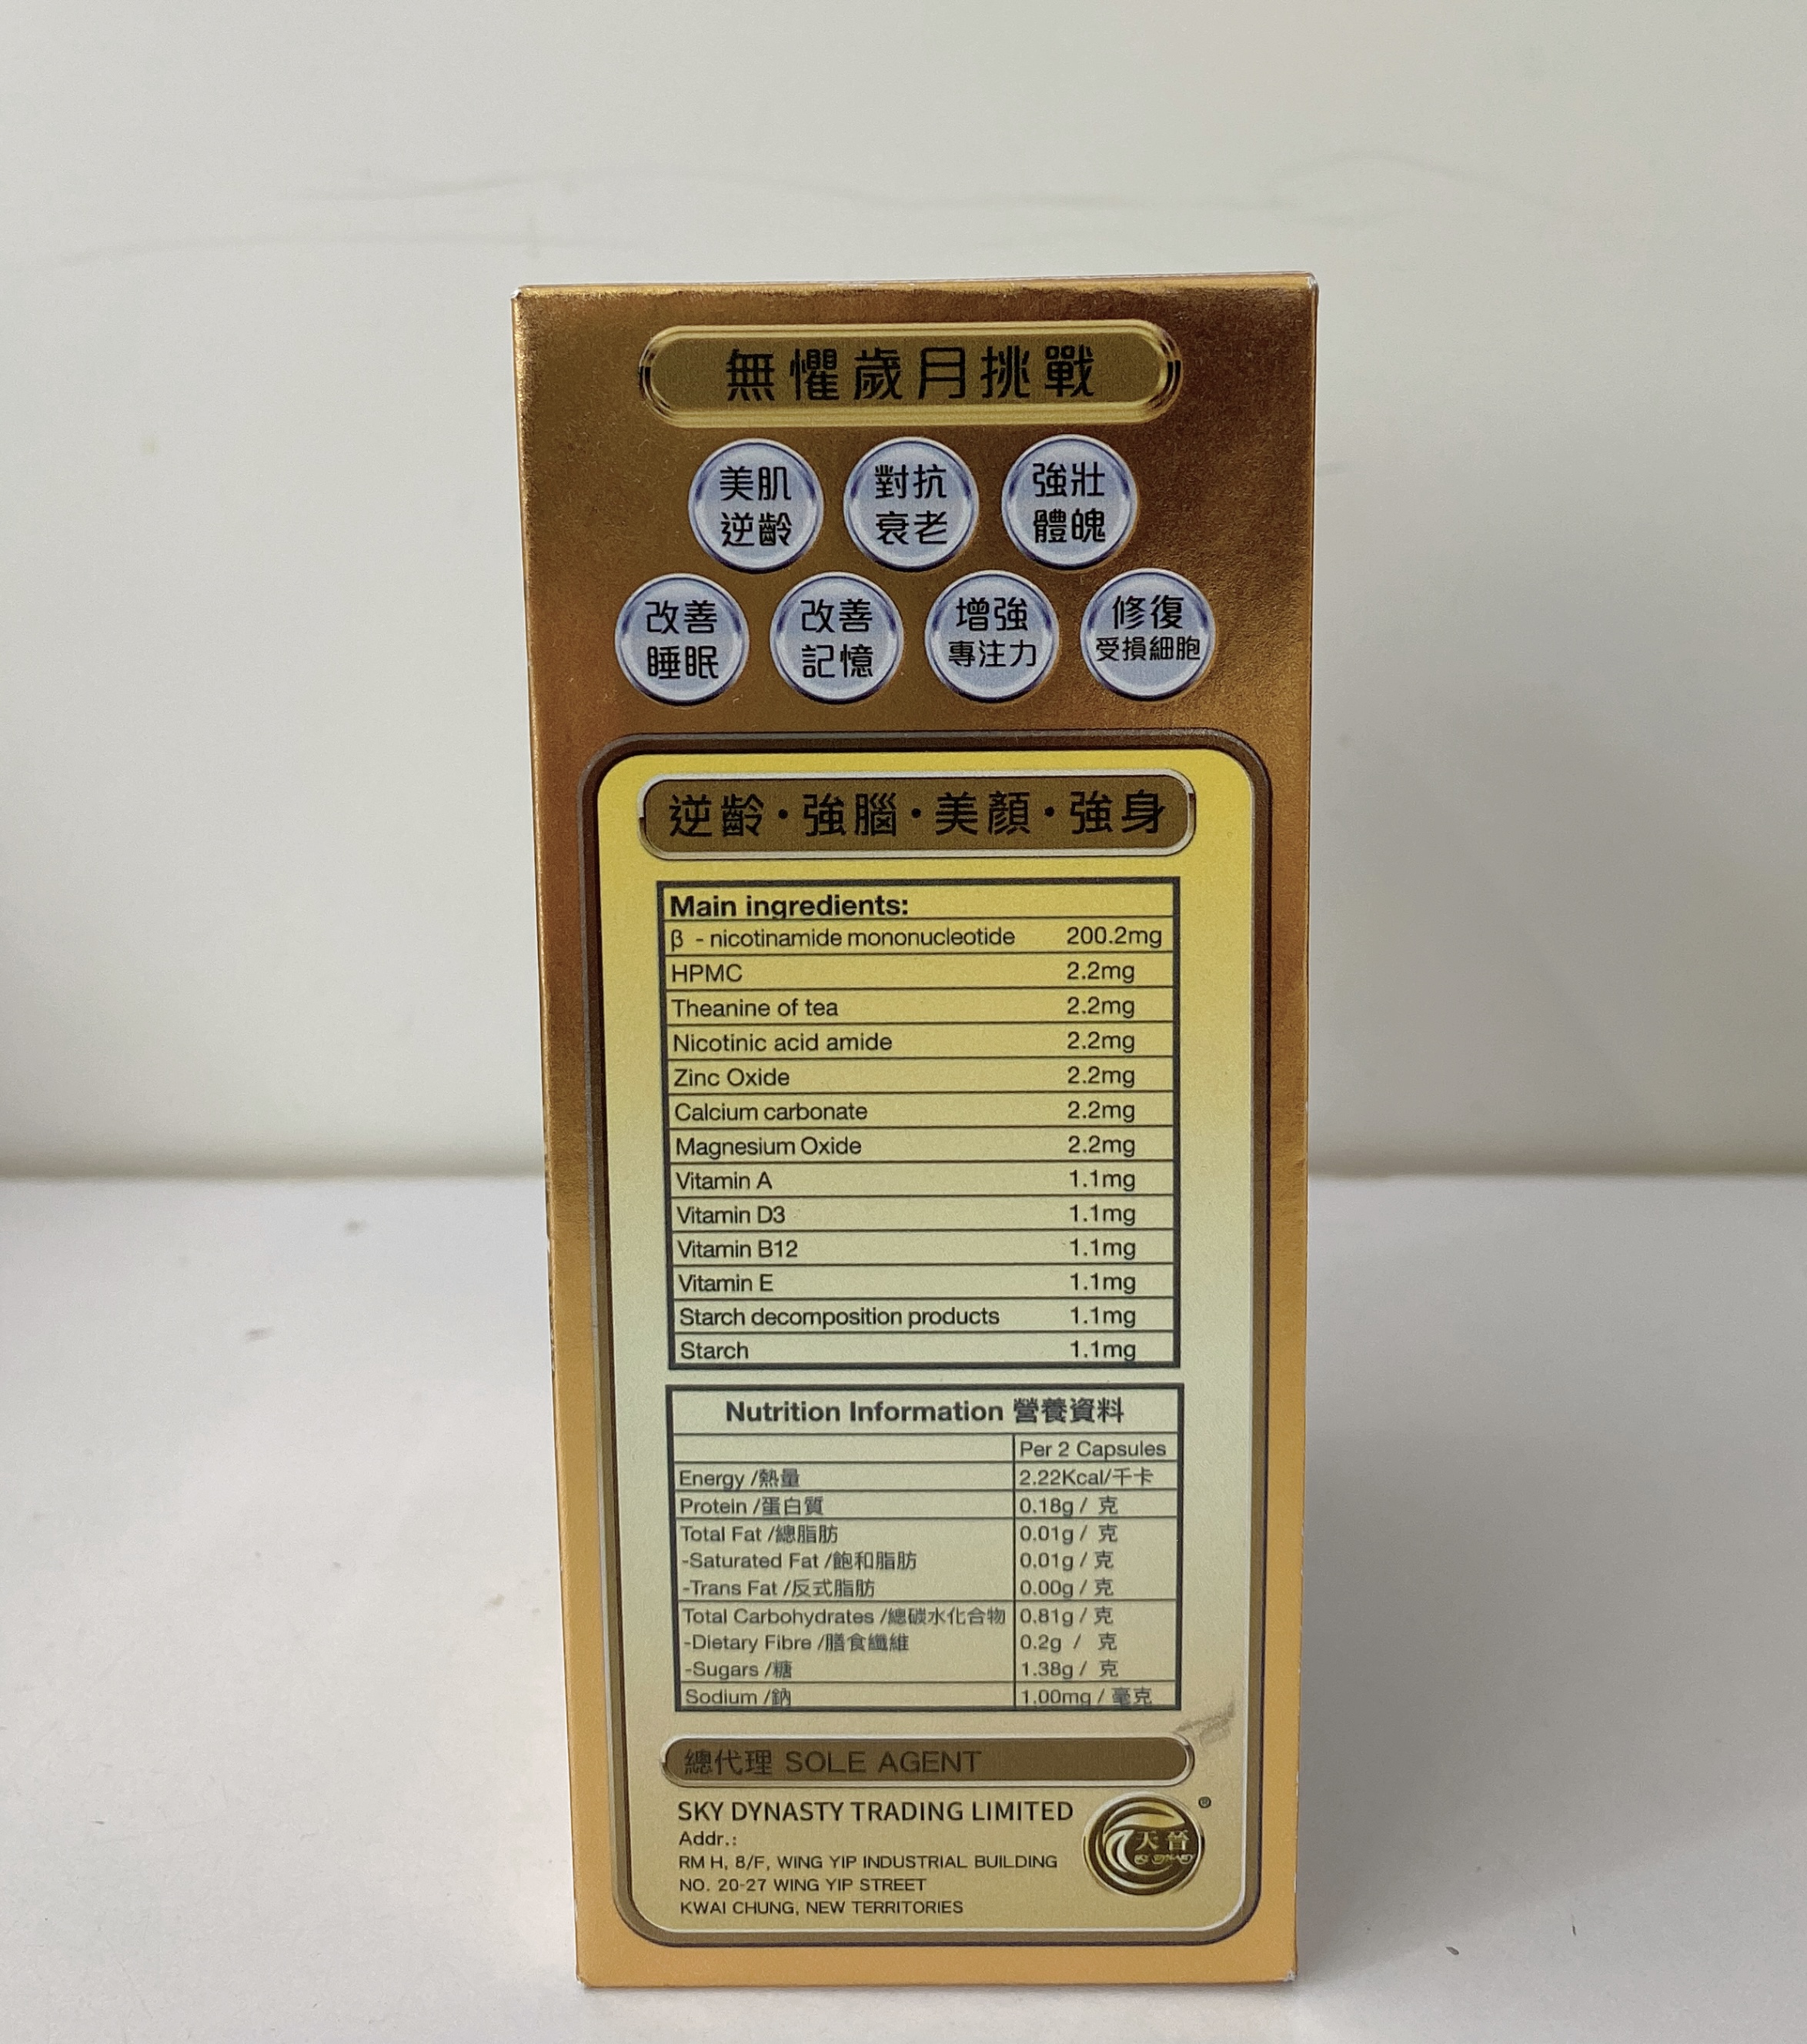 無懼歲月挑戰
美肌
逆齡
對抗
衰老
強壯
體魄
改善
睡眠
改善
記憶
增強
專注力
修復
受損細胞
逆齡·強腦·美顏·強身
Main ingredients:
β - nicotinamide mononucleotide 200.2mg
HPMC 2.2mg
Theanine of tea 2.2mg
Nicotinic acid amide 2.2mg
Zinc Oxide 2.2mg
Calcium carbonate 2.2mg
Magnesium Oxide 2.2mg
Vitamin A 1.1mg
Vitamin D3 1.1mg
Vitamin B12 1.1mg
Vitamin E 1.1mg
Starch decomposition products 1.1mg
Starch 1.1mg
Nutrition Information 營養資料
Per 2 Capsules
Energy /熱量 2.22Kcal/千卡
Protein /蛋白質 0.18g / 克
Total Fat /總脂肪 0.01g / 克
-Saturated Fat /飽和脂肪 0.01g / 克
-Trans Fat /反式脂肪 0.00g / 克
Total Carbohydrates /總碳水化合物 0.81g / 克
-Dietary Fibre /膳食纖維 0.2g / 克
-Sugars /糖 1.38g / 克
Sodium /鈉 1.00mg / 毫克
總代理 SOLE AGENT
SKY DYNASTY TRADING LIMITED
Addr.:
RM H, 8/F, WING YIP INDUSTRIAL BUILDING
NO. 20-27 WING YIP STREET
KWAI CHUNG, NEW TERRITORIES
天晉
®